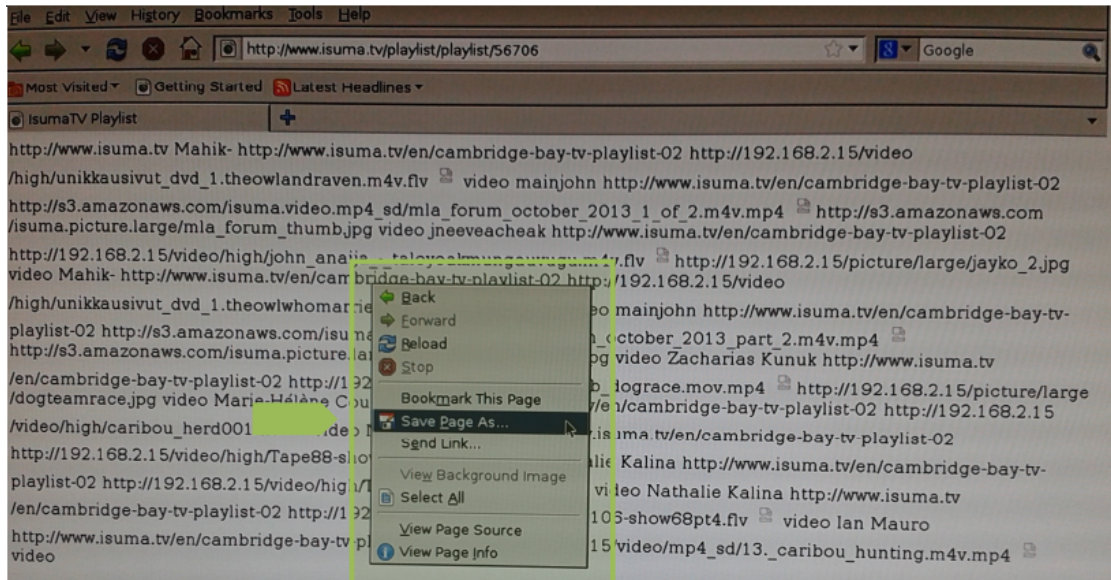 File Edit View History Bookmarks Tools Help
http://www.isuma.tv/playlist/playlist/56706
Google
Most Visited Getting Started Latest Headlines
IsumaTV Playlist
http://www.isuma.tv Mahik- http://www.isuma.tv/en/cambridge-bay-tv-playlist-02 http://192.168.2.15/video
/high/unikkausivut_dvd_1.theowlandraven.m4v.flv video mainjohn http://www.isuma.tv/en/cambridge-bay-tv-playlist-02
http://s3.amazonaws.com/isuma.video.mp4_sd/mla_forum_october_2013_1_of_2.m4v.mp4 http://s3.amazonaws.com
/isuma.picture.large/mla_forum_thumb.jpg video jneeveacheak http://www.isuma.tv/en/cambridge-bay-tv-playlist-02
http://192.168.2.15/video/high/john_anaija__taloyoakmungauvugu.m4v.flv http://192.168.2.15/picture/large/jayko_2.jpg
video Mahik- http://www.isuma.tv/en/cambridge-bay-tv-playlist-02 http://192.168.2.15/video
/high/unikkausivut_dvd_1.theowlwhomarrie eo mainjohn http://www.isuma.tv/en/cambridge-bay-tv-
playlist-02 http://s3.amazonaws.com/isuma _october_2013_part_2.m4v.mp4
http://s3.amazonaws.com/isuma.picture.la pg video Zacharias Kunuk http://www.isuma.tv
/en/cambridge-bay-tv-playlist-02 http://192 b_dograce.mov.mp4 http://192.168.2.15/picture/large
/dogteamrace.jpg video Marie-Hélène Cou v/en/cambridge-bay-tv-playlist-02 http://192.168.2.15
/video/high/caribou_herd001 video .isuma.tv/en/cambridge-bay-tv-playlist-02
http://192.168.2.15/video/high/Tape88-sho alie Kalina http://www.isuma.tv/en/cambridge-bay-tv-
playlist-02 http://192.168.2.15/video/high/T video Nathalie Kalina http://www.isuma.tv
/en/cambridge-bay-tv-playlist-02 http://192 106-show68pt4.flv video Ian Mauro
http://www.isuma.tv/en/cambridge-bay-tv-pl 15/video/mp4_sd/13._caribou_hunting.m4v.mp4
video
Back
Forward
Reload
Stop
Bookmark This Page
Save Page As...
Send Link...
View Background Image
Select All
View Page Source
View Page Info